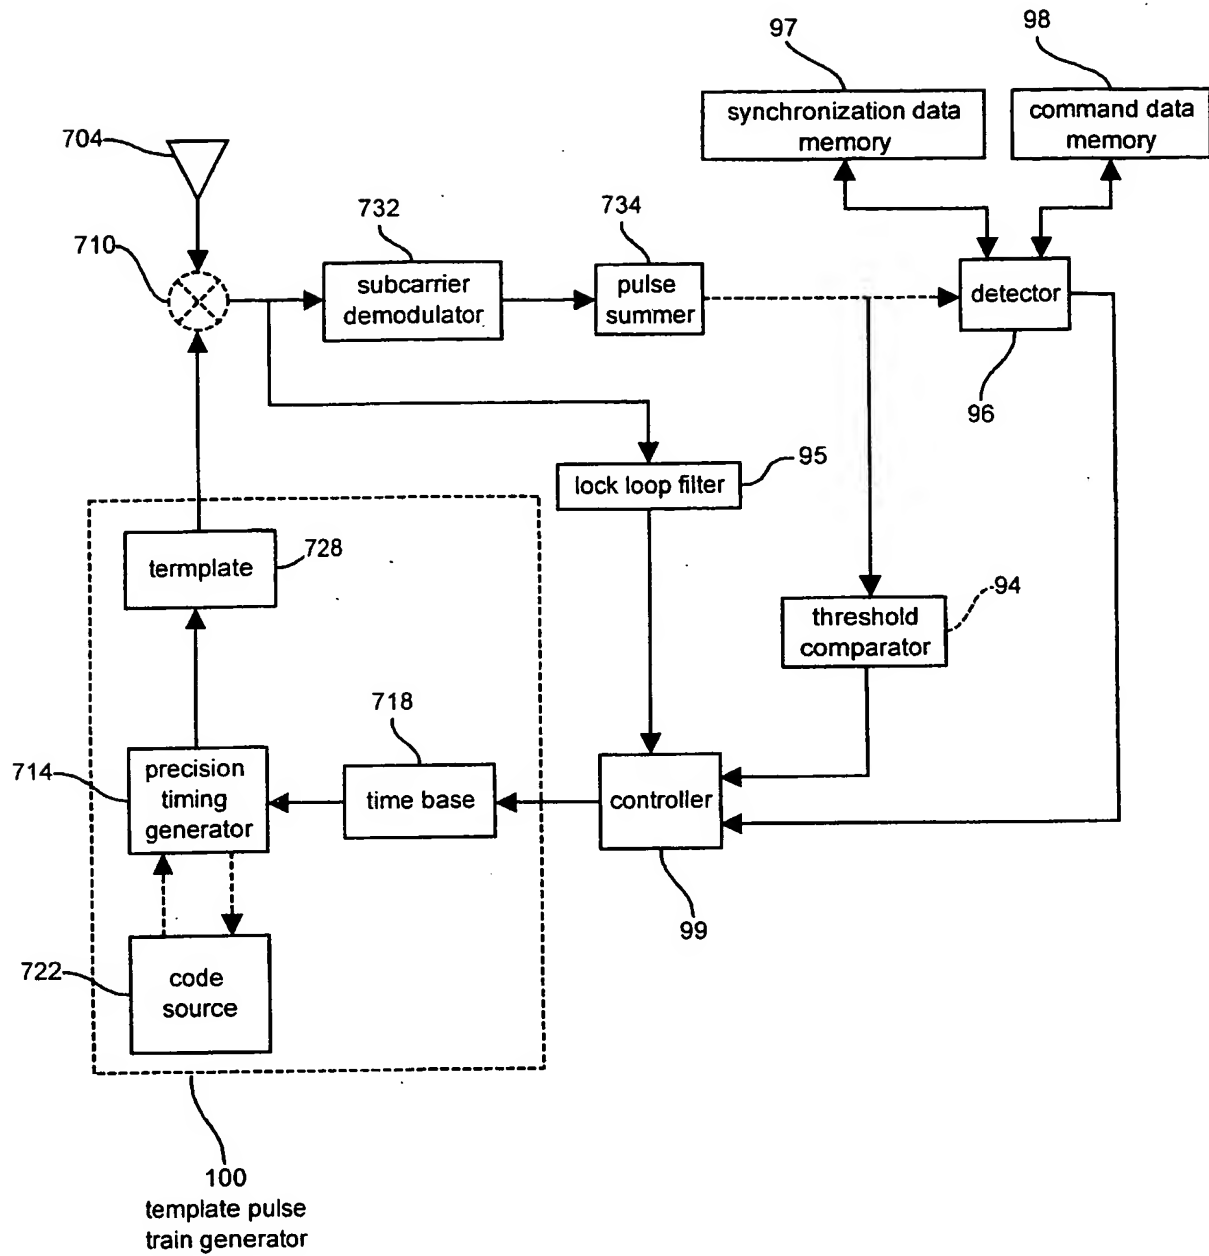 97
98
synchronization data
memory
command data
memory
704
732
734
710
subcarrier
demodulator
pulse
summer
detector
96
95
lock loop filter
termplate
728
threshold
comparator
94
718
714
precision
timing
generator
time base
controller
99
722
code
source
100
template pulse
train generator